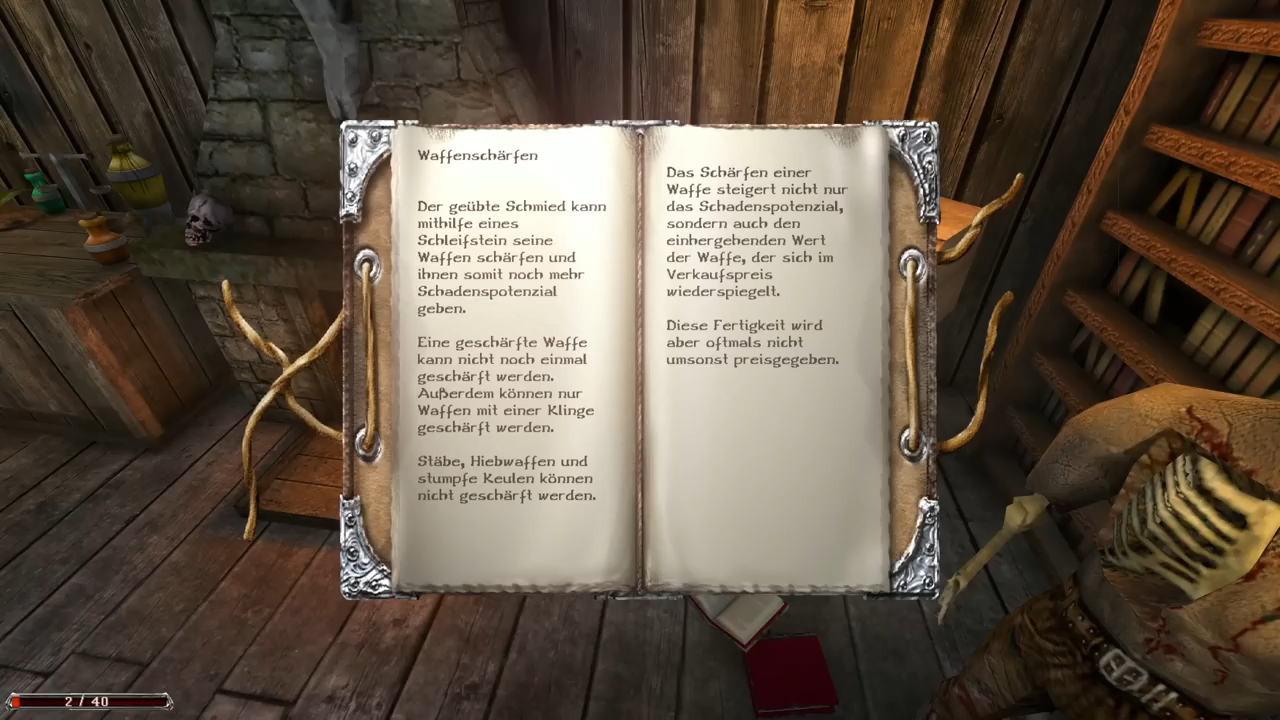 Waffenschärfen
Der geübte Schmied kann
mithilfe eines
Schleifstein seine
Waffen schärfen und
ihnen somit noch mehr
Schadenspotenzial
geben.
Eine geschärfte Waffe
kann nicht noch einmal
geschärft werden.
Außerdem können nur
Waffen mit einer Klinge
geschärft werden.
Stäbe, Hiebwaffen und
stumpfe Keulen können
nicht geschärft werden.
Das Schärfen einer
Waffe steigert nicht nur
das Schadenspotenzial,
sondern auch den
einhergehenden Wert
der Waffe, der sich im
Verkaufspreis
wiederspiegelt.
Diese Fertigkeit wird
aber oftmals nicht
umsonst preisgegeben.
2 / 40